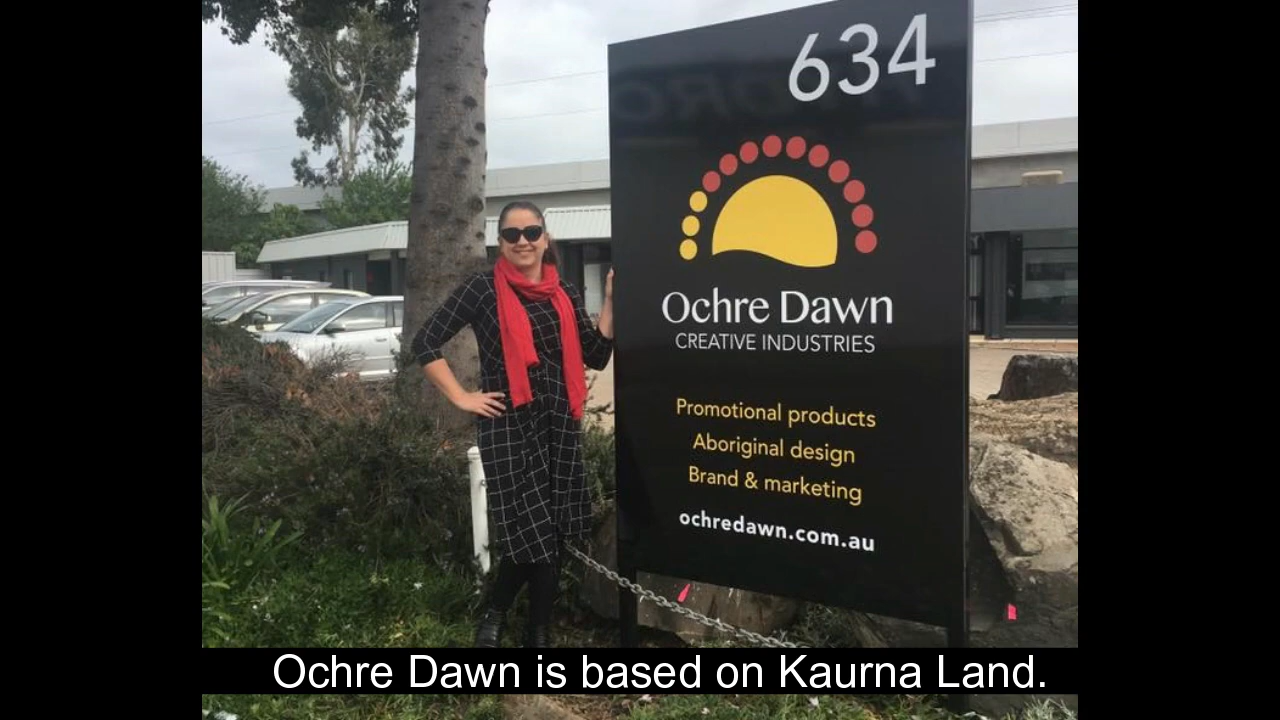 634
Ochre Dawn
CREATIVE INDUSTRIES
Promotional products
Aboriginal design
Brand & marketing
ochredawn.com.au
Ochre Dawn is based on Kaurna Land.